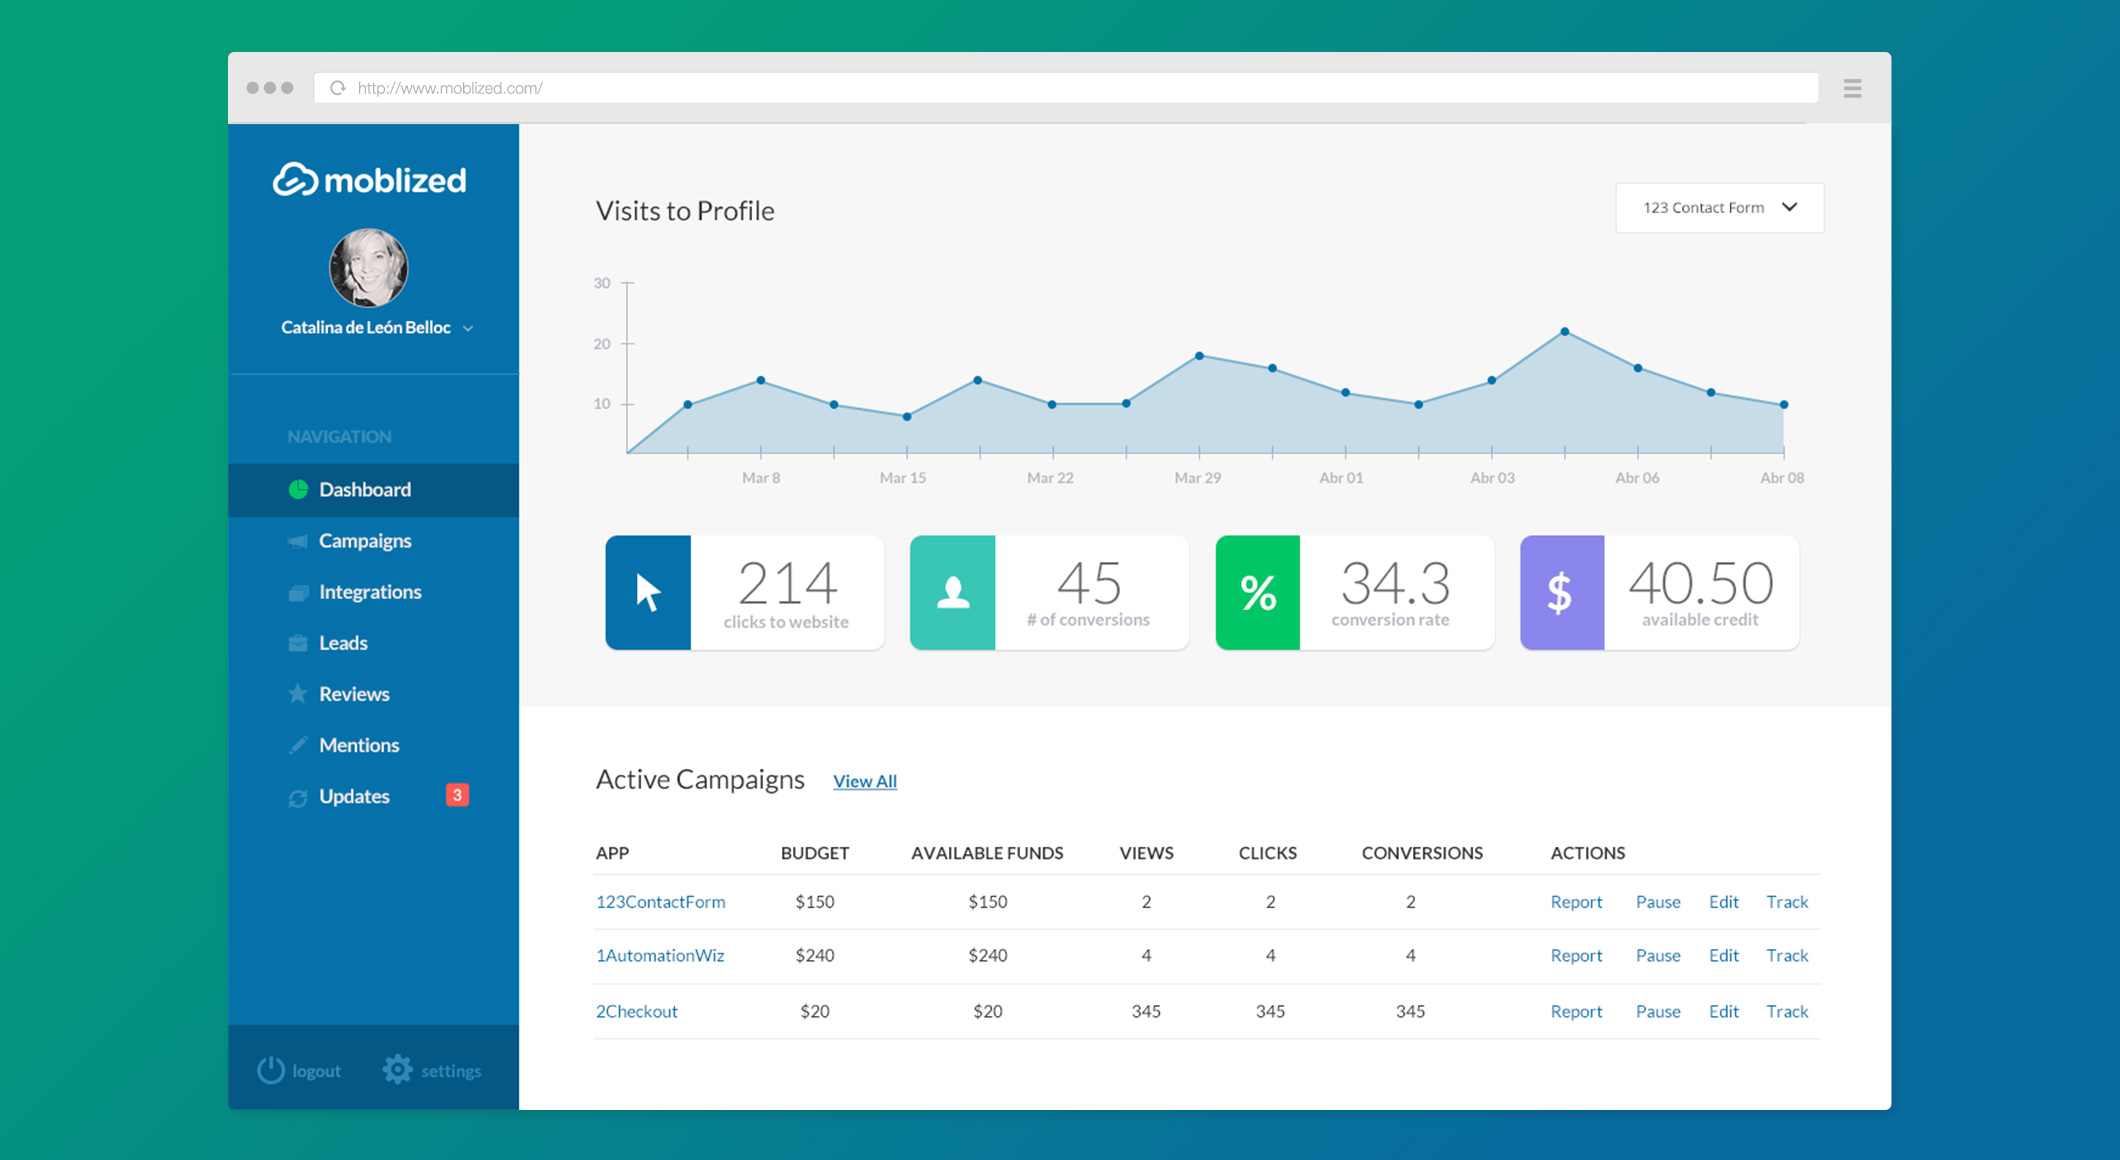 http://www.moblized.com/
moblized
Catalina de León Belloc
NAVIGATION
Dashboard
Campaigns
Integrations
Leads
Reviews
Mentions
Updates 3
logout settings
Visits to Profile
123 Contact Form
30
20
10
Mar 8 Mar 15 Mar 22 Mar 29 Abr 01 Abr 03 Abr 06 Abr 08
214
clicks to website
45
# of conversions
%
34.3
conversion rate
$
40.50
available credit
Active Campaigns View All
APP BUDGET AVAILABLE FUNDS VIEWS CLICKS CONVERSIONS ACTIONS
123ContactForm $150 $150 2 2 2 Report Pause Edit Track
1AutomationWiz $240 $240 4 4 4 Report Pause Edit Track
2Checkout $20 $20 345 345 345 Report Pause Edit Track